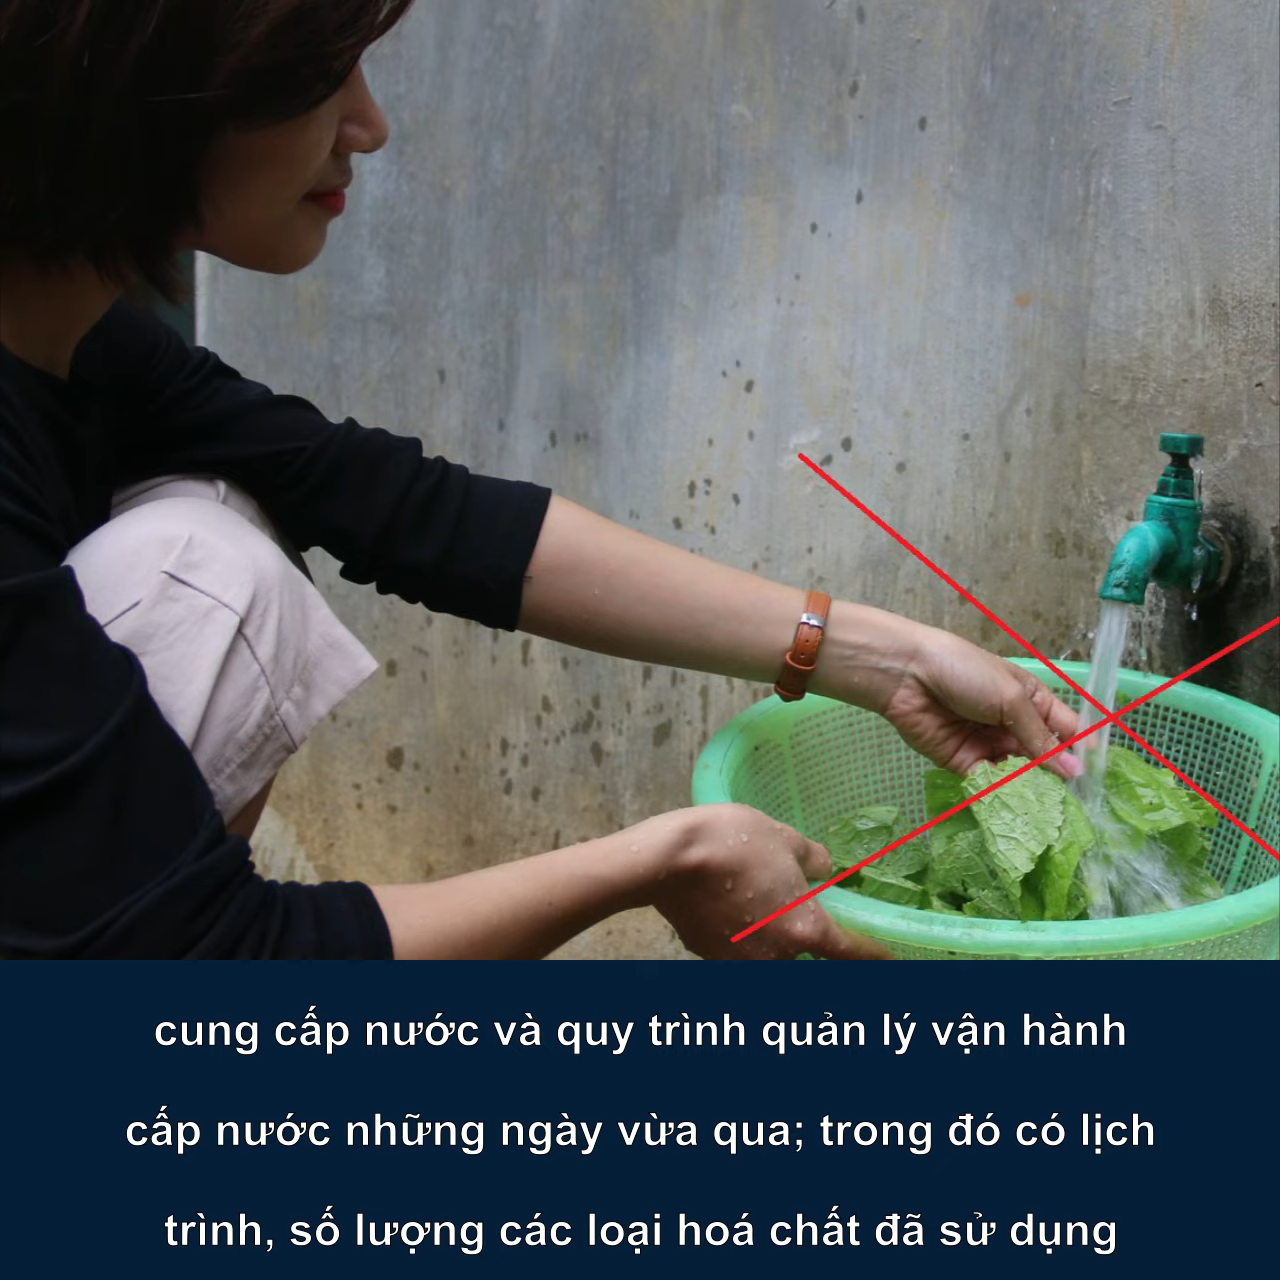 cung cấp nước và quy trình quản lý vận hành
cấp nước những ngày vừa qua; trong đó có lịch
trình, số lượng các loại hoá chất đã sử dụng